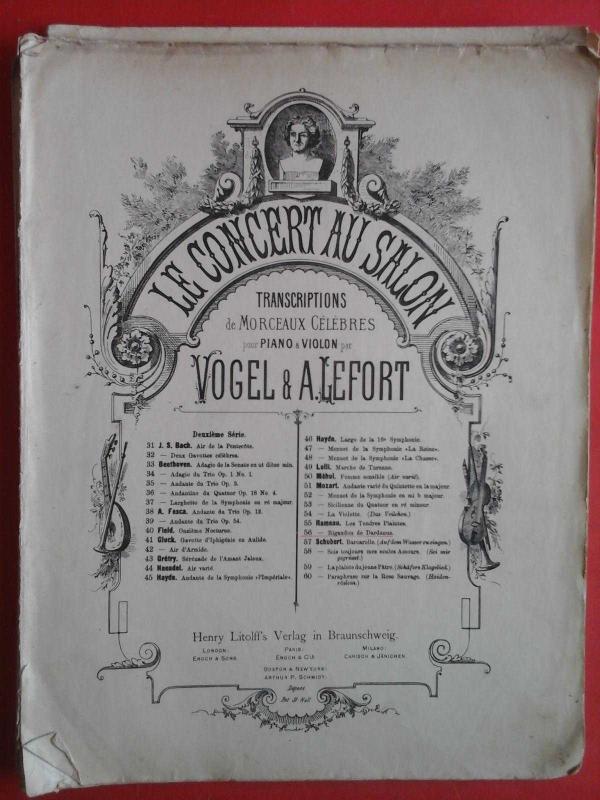 LE CONCERT AU SALON
TRANSCRIPTIONS
de MORCEAUX CÉLÈBRES
pour PIANO & VIOLON par
VOGEL & A. LEFORT
Deuxième Série.
31 J. S. Bach. Air de la Pentecôte.
32 — Deux Gavottes célèbres.
33 Beethoven. Adagio de la Sonate en ut dièse min.
34 — Adagio du Trio Op. 1 No. 1.
35 — Andante du Trio Op. 3.
36 — Andantino du Quatuor Op. 18 No. 4.
37 — Larghetto de la Symphonie en ré majeur.
38 A. Fesca. Andante du Trio Op. 12.
39 — Andante du Trio Op. 54.
40 Field. Onzième Nocturne.
41 Gluck. Gavotte d'Iphigénie en Aulide.
42 — Air d'Armide.
43 Grétry. Sérénade de l'Amant Jaloux.
44 Haendel. Air varié.
45 Haydn. Andante de la Symphonie »l'Impériale«.
46 Haydn. Largo de la 16e Symphonie.
47 — Menuet de la Symphonie »La Reine«.
48 — Menuet de la Symphonie »La Chasse«.
49 Lulli. Marche de Turenne.
50 Méhul. Femme sensible (Air varié).
51 Mozart. Andante varié du Quintette en la majeur.
52 — Menuet de la Symphonie en mi b majeur.
53 — Sicilienne du Quatuor en ré mineur
54 — La Violette. (Das Veilchen.)
55 Rameau. Les Tendres Plaintes.
56 — Rigaudon de Dardanus.
57 Schubert. Barcarolle. (Auf dem Wasser zu singen.)
58 — Sois toujours mes seules Amours. (Sei mir gegrüsst.)
59 — La plainte du jeune Pâtre. (Schäfers Klagelied.)
60 — Paraphrase sur la Rose Sauvage. (Haidenröslein.)
Henry Litolff's Verlag in Braunschweig.
LONDON: PARIS: MILANO:
ENOCH & SONS. ENOCH & CIE. CARISCH & JÄNICHEN.
BOSTON & NEW YORK:
ARTHUR P. SCHMIDT.
Deponé